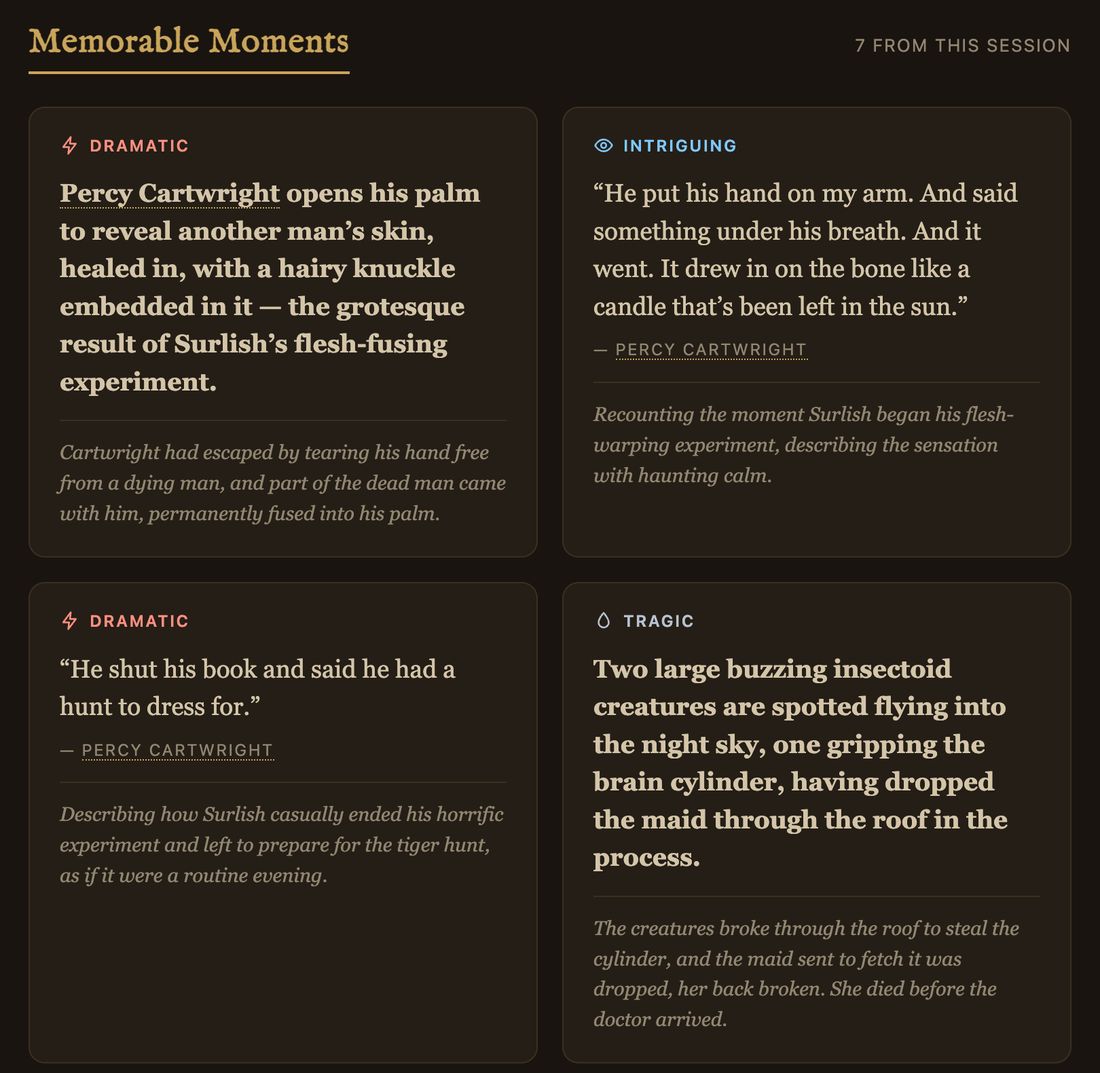 Memorable Moments
7 FROM THIS SESSION
DRAMATIC
Percy Cartwright opens his palm
to reveal another man’s skin,
healed in, with a hairy knuckle
embedded in it — the grotesque
result of Surlish’s flesh-fusing
experiment.
Cartwright had escaped by tearing his hand free
from a dying man, and part of the dead man came
with him, permanently fused into his palm.
INTRIGUING
“He put his hand on my arm. And said
something under his breath. And it
went. It drew in on the bone like a
candle that’s been left in the sun.”
— PERCY CARTWRIGHT
Recounting the moment Surlish began his flesh-
warping experiment, describing the sensation
with haunting calm.
DRAMATIC
“He shut his book and said he had a
hunt to dress for.”
— PERCY CARTWRIGHT
Describing how Surlish casually ended his horrific
experiment and left to prepare for the tiger hunt,
as if it were a routine evening.
TRAGIC
Two large buzzing insectoid
creatures are spotted flying into
the night sky, one gripping the
brain cylinder, having dropped
the maid through the roof in the
process.
The creatures broke through the roof to steal the
cylinder, and the maid sent to fetch it was
dropped, her back broken. She died before the
doctor arrived.